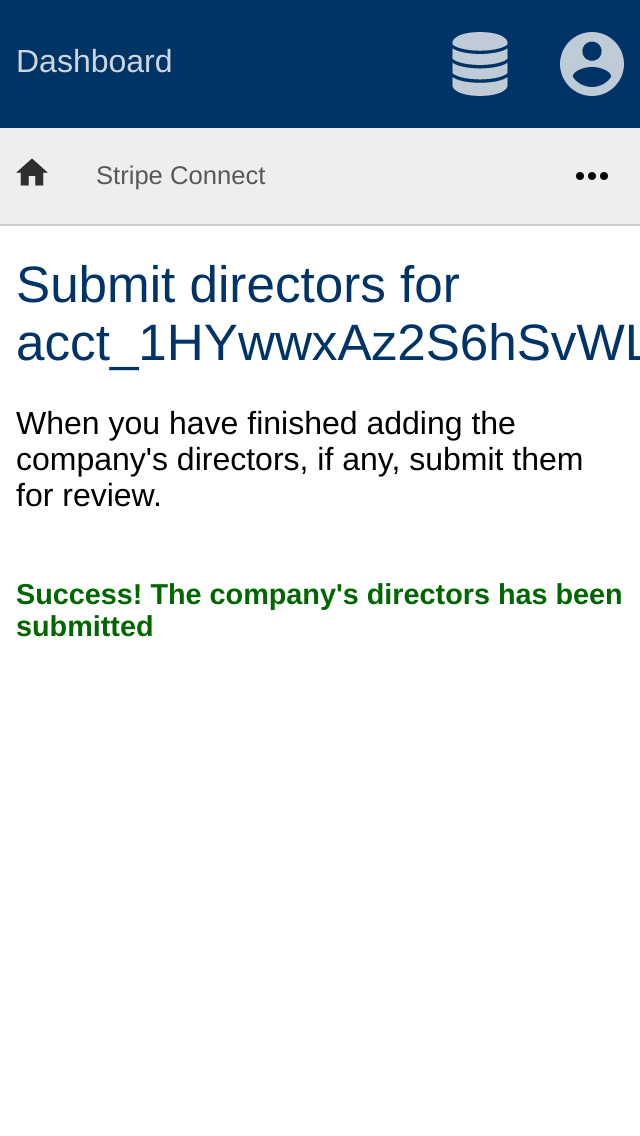 Dashboard
Stripe Connect
Submit directors for
acct_1HYwwxAz2S6hSvWL
When you have finished adding the
company's directors, if any, submit them
for review.
Success! The company's directors has been
submitted